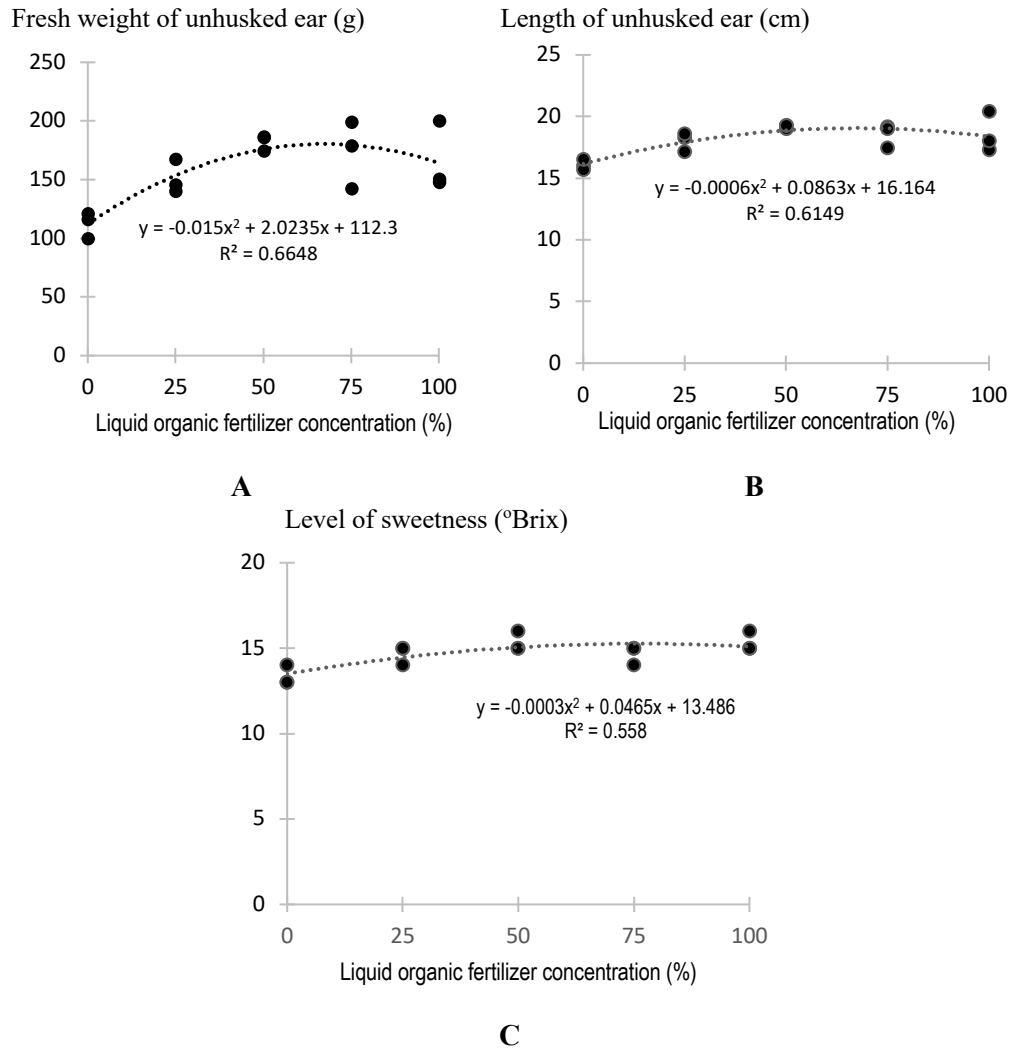 Fresh weight of unhusked ear (g)
250
200
150
100
50
0
y = -0.015x² + 2.0235x + 112.3
R² = 0.6648
0 25 50 75 100
Liquid organic fertilizer concentration (%)
A
Length of unhusked ear (cm)
25
20
15
10
5
0
y = -0.0006x² + 0.0863x + 16.164
R² = 0.6149
0 25 50 75 100
Liquid organic fertilizer concentration (%)
B
Level of sweetness (ºBrix)
20
15
10
5
0
y = -0.0003x² + 0.0465x + 13.486
R² = 0.558
0 25 50 75 100
Liquid organic fertilizer concentration (%)
C